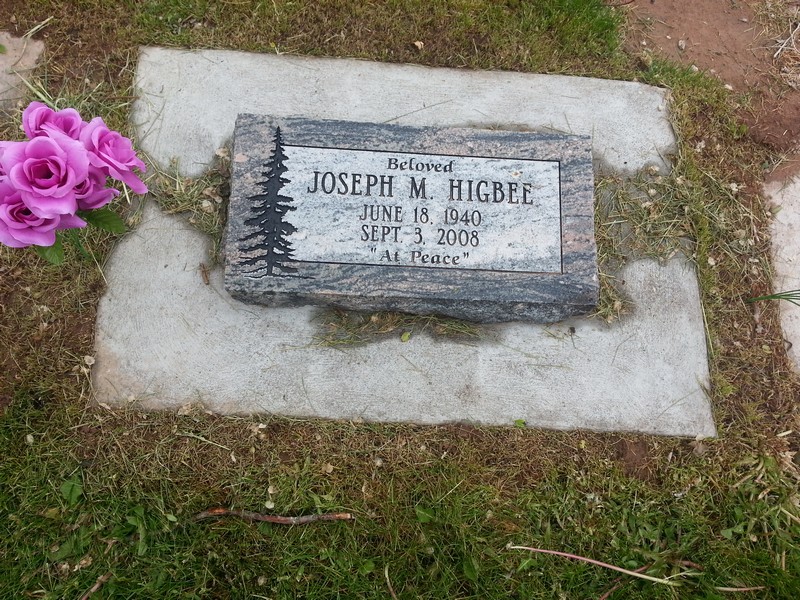 Beloved
JOSEPH M. HIGBEE
JUNE 18, 1940
SEPT. 3, 2008
"At Peace"